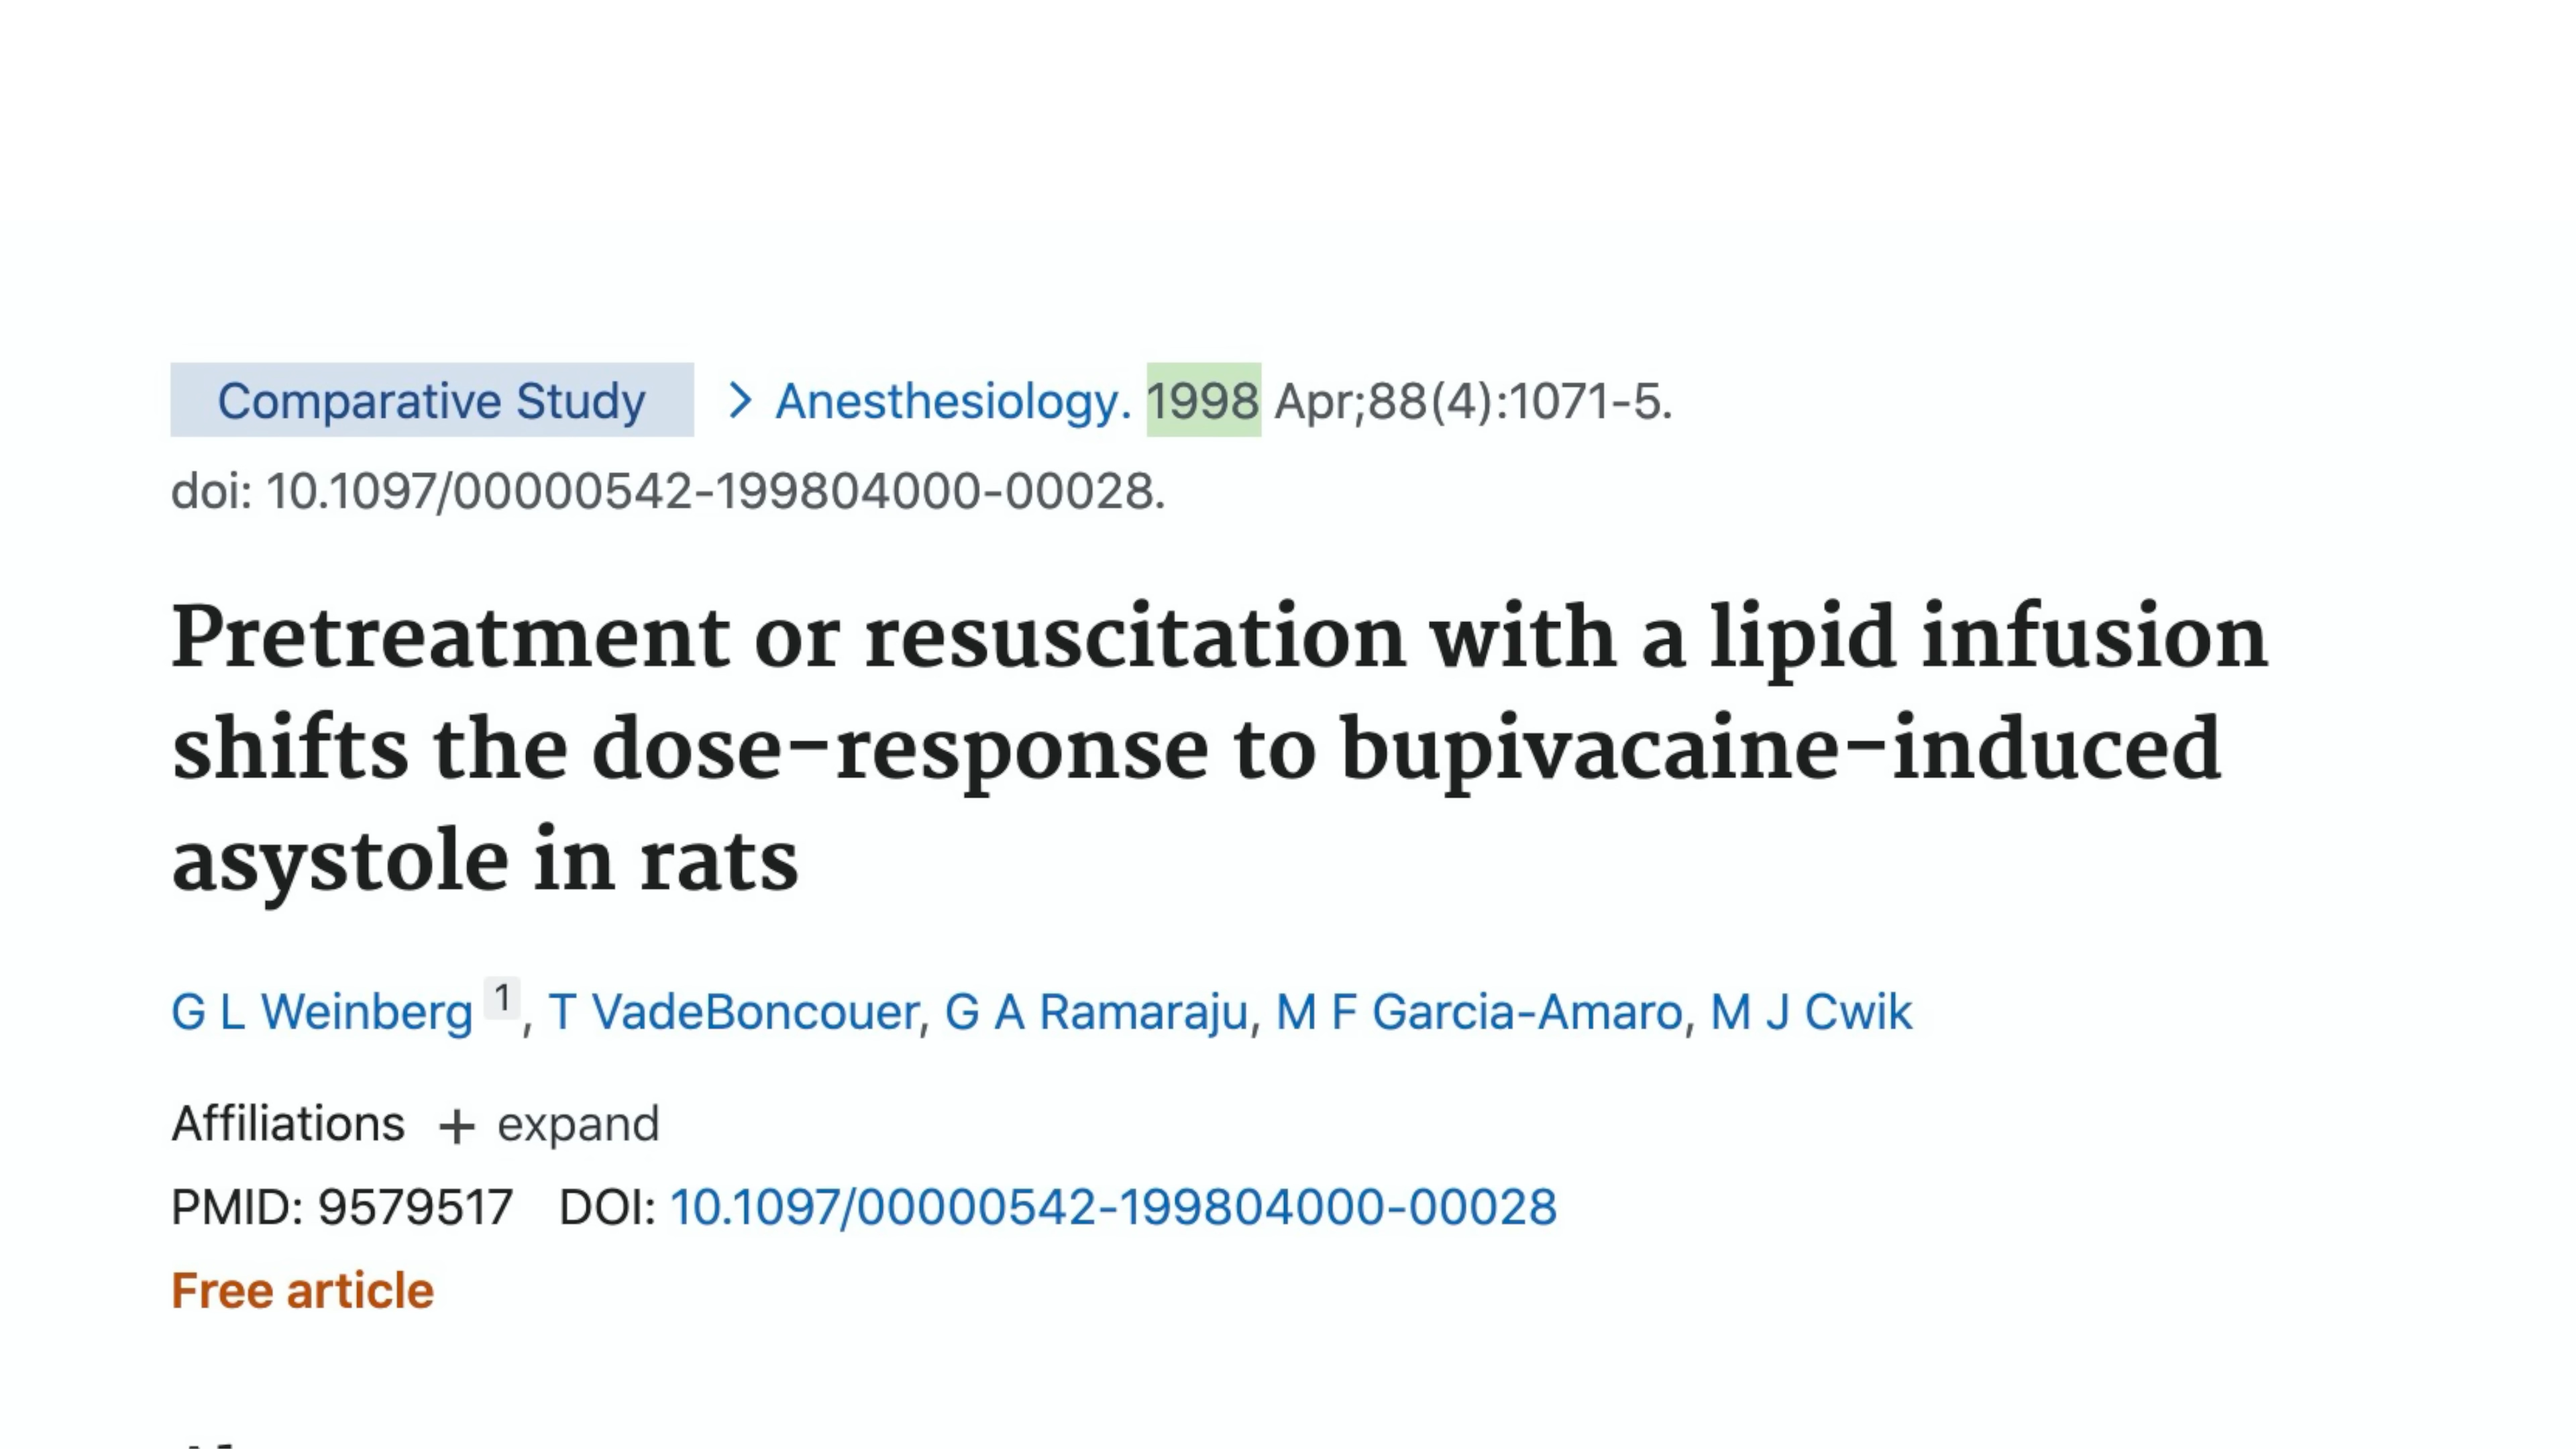 Comparative Study > Anesthesiology. 1998 Apr;88(4):1071-5.
doi: 10.1097/00000542-199804000-00028.
Pretreatment or resuscitation with a lipid infusion
shifts the dose-response to bupivacaine-induced
asystole in rats
G L Weinberg 1, T VadeBoncouer, G A Ramaraju, M F Garcia-Amaro, M J Cwik
Affiliations + expand
PMID: 9579517 DOI: 10.1097/00000542-199804000-00028
Free article